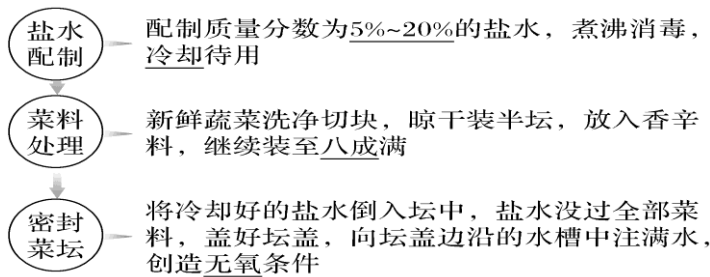 盐水
配制
配制质量分数为5%~20%的盐水，煮沸消毒，
冷却待用
菜料
处理
新鲜蔬菜洗净切块，晾干装半坛，放入香辛
料，继续装至八成满
密封
菜坛
将冷却好的盐水倒入坛中，盐水没过全部菜
料，盖好坛盖，向坛盖边沿的水槽中注满水，
创造无氧条件